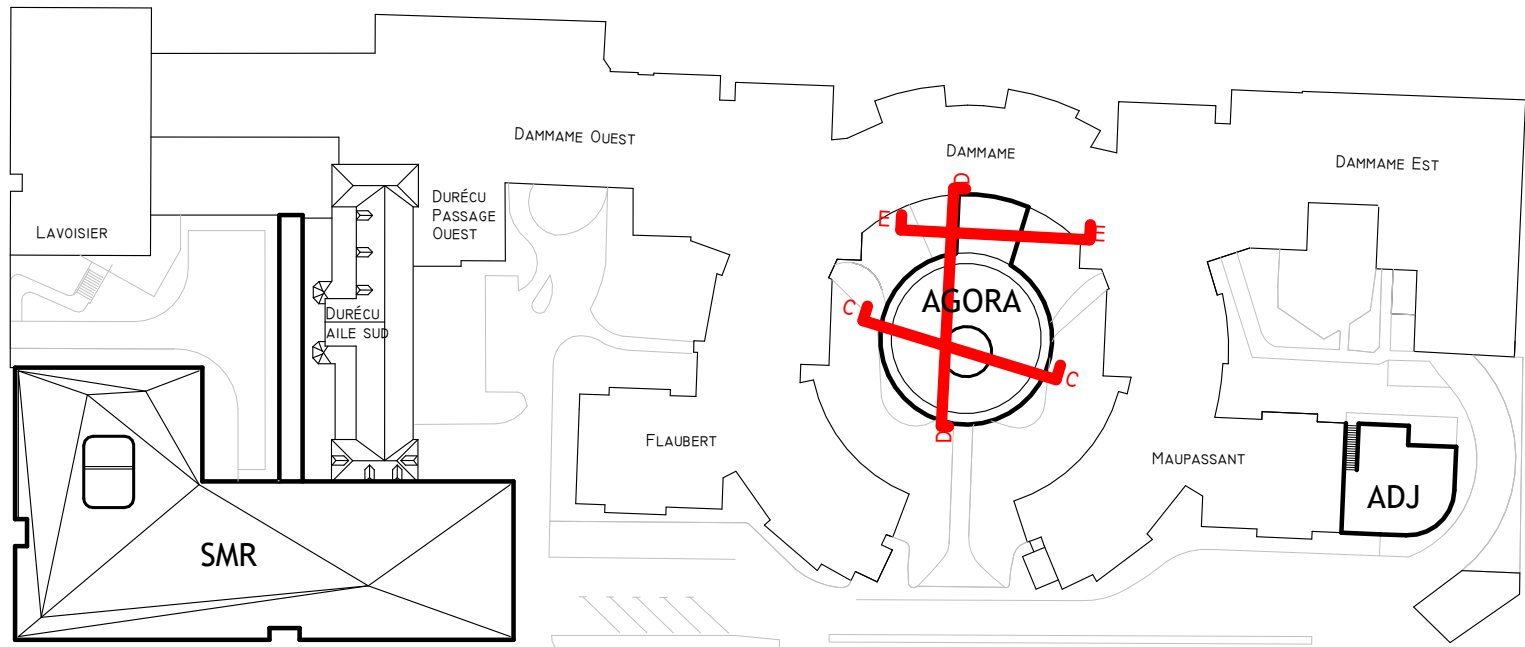 Dammame Ouest
Dammame
Dammame Est
D
Durécu
Passage
Ouest
Lavoisier
E
E
AGORA
C
Durécu
aile sud
C
D
Flaubert
Maupassant
ADJ
SMR